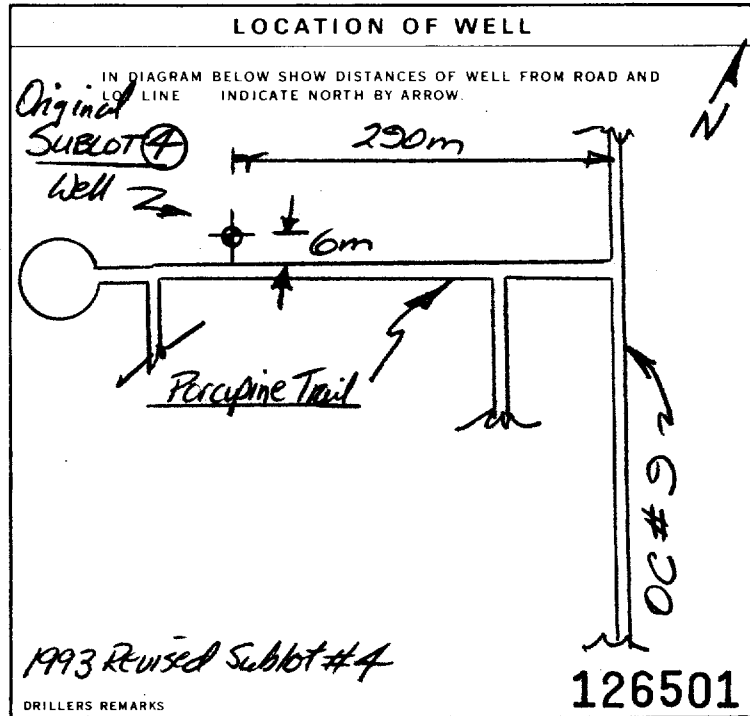 LOCATION OF WELL
IN DIAGRAM BELOW SHOW DISTANCES OF WELL FROM ROAD AND
LOT LINE INDICATE NORTH BY ARROW.
N
Original
SUBLOT 4
Well
290m
6m
Porcupine Trail
OC#9
1993 Revised Sublot #4
126501
DRILLERS REMARKS